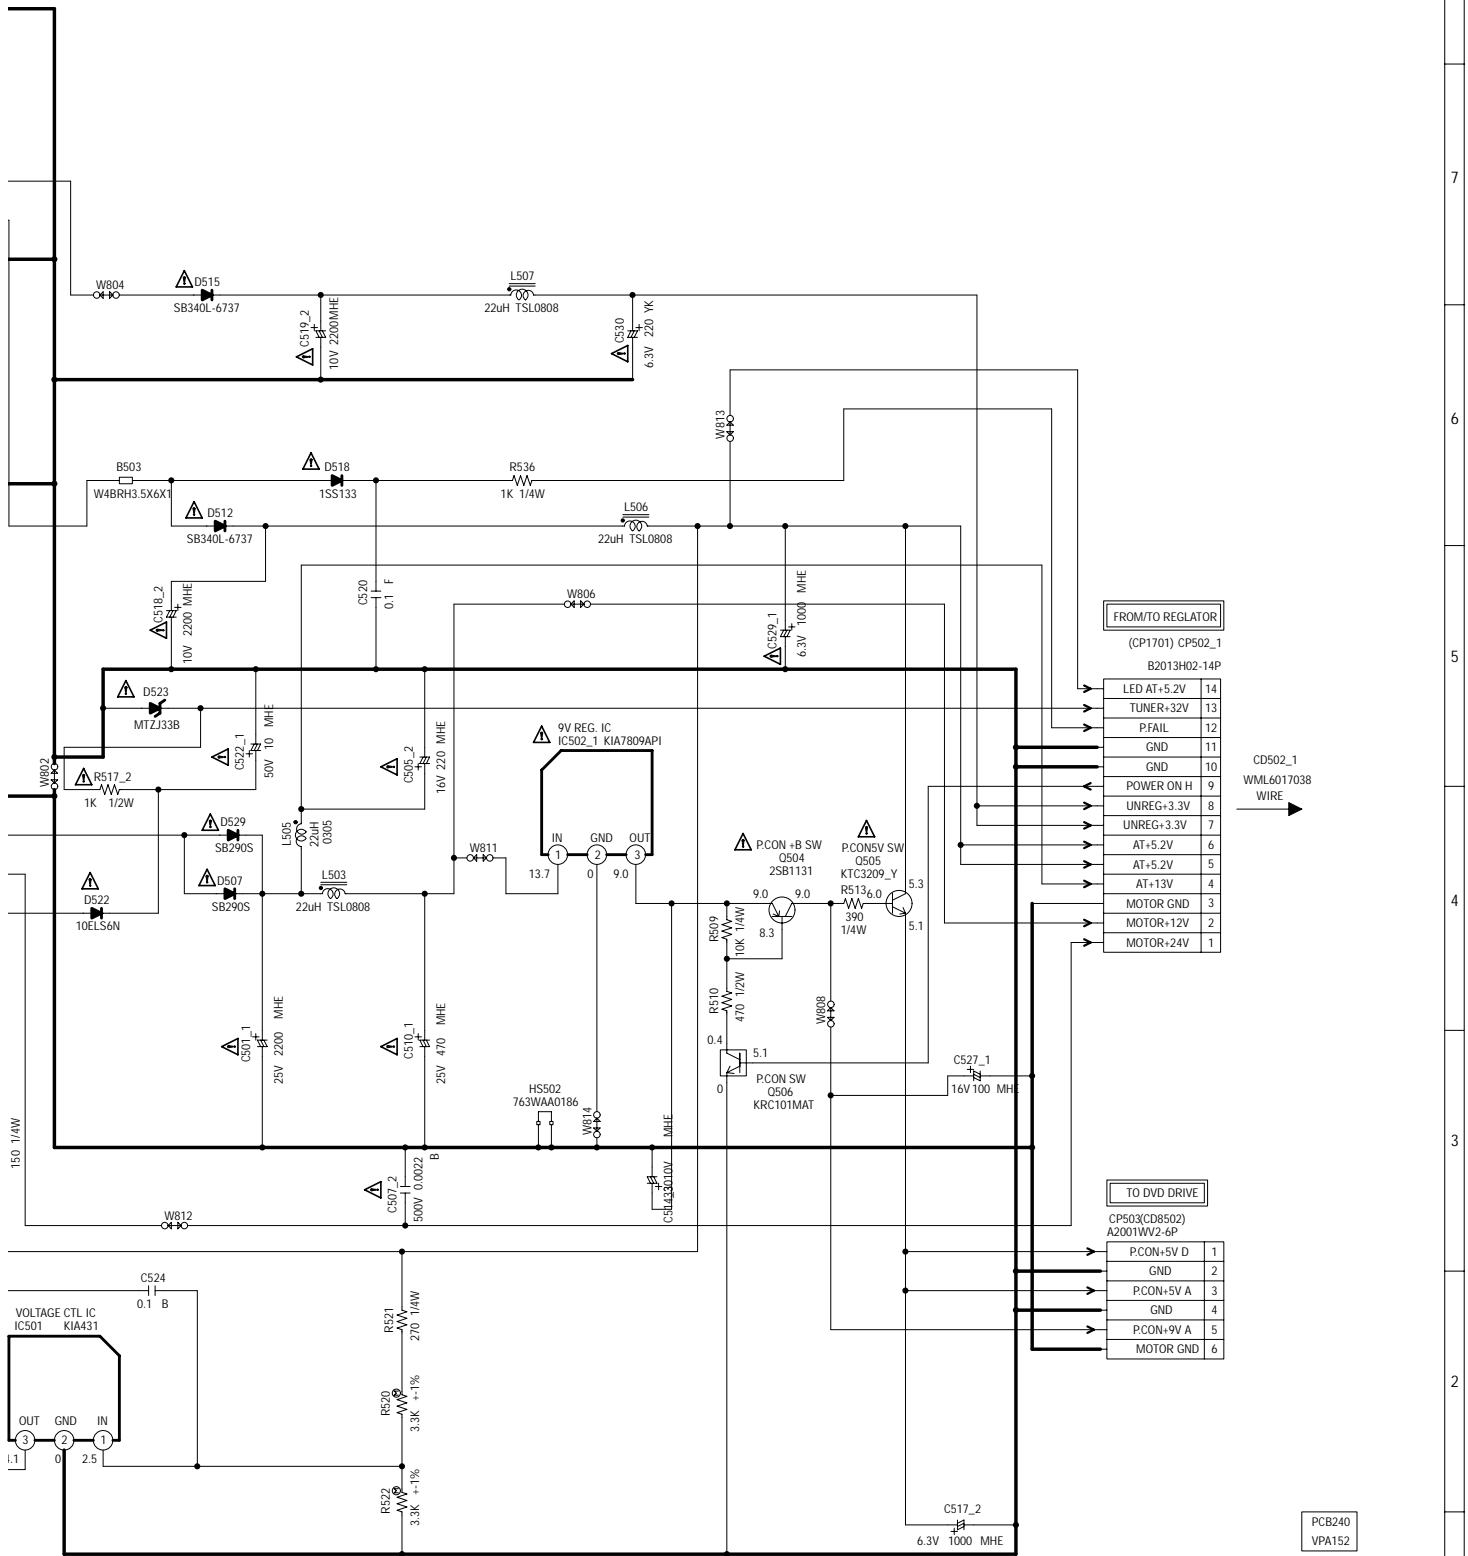 7
W804
D515
SB340L-6737
L507
22uH TSL0808
C519_2
10V 2200MHE
C530
6.3V 220 YK
W813
6
B503
W4BRH3.5X6X1
D518
1SS133
R536
1K 1/4W
D512
SB340L-6737
L506
22uH TSL0808
C518_2
10V 2200 MHE
C520
0.1 F
W806
C529_1
6.3V 1000 MHE
FROM/TO REGLATOR
(CP1701) CP502_1
B2013H02-14P
5
LED AT+5.2V 14
TUNER+32V 13
P.FAIL 12
GND 11
GND 10
POWER ON H 9
UNREG+3.3V 8
UNREG+3.3V 7
AT+5.2V 6
AT+5.2V 5
AT+13V 4
MOTOR GND 3
MOTOR+12V 2
MOTOR+24V 1
CD502_1
WML6017038
WIRE
D523
MTZJ33B
C522_1
50V 10 MHE
C505_2
16V 220 MHE
9V REG. IC
IC502_1 KIA7809API
W802
R517_2
1K 1/2W
D529
SB290S
L505
22uH
0305
IN GND OUT
1 2 3
13.7 0 9.0
W811
D507
SB290S
L503
22uH TSL0808
D522
10ELS6N
P.CON +B SW
Q504
2SB1131
P.CON5V SW
Q505
KTC3209_Y
9.0 9.0
8.3
R513
390
1/4W
6.0
5.3
5.1
4
R509
10K 1/4W
R510
470 1/2W
W808
C501_1
25V 2200 MHE
C510_1
25V 470 MHE
0.4
5.1
0
P.CON SW
Q506
KRC101MAT
C527_1
16V 100 MHE
HS502
763WAA0186
W814
3
150 1/4W
C507_2
500V 0.0022
B
MHE
C514 330 10V
W812
TO DVD DRIVE
CP503(CD8502)
A2001WV2-6P
P.CON+5V D 1
GND 2
P.CON+5V A 3
GND 4
P.CON+9V A 5
MOTOR GND 6
C524
0.1 B
VOLTAGE CTL IC
IC501 KIA431
R521
270 1/4W
R520
3.3K +-1%
2
OUT GND IN
3 2 1
0 2.5
R522
3.3K +-1%
C517_2
6.3V 1000 MHE
PCB240
VPA152